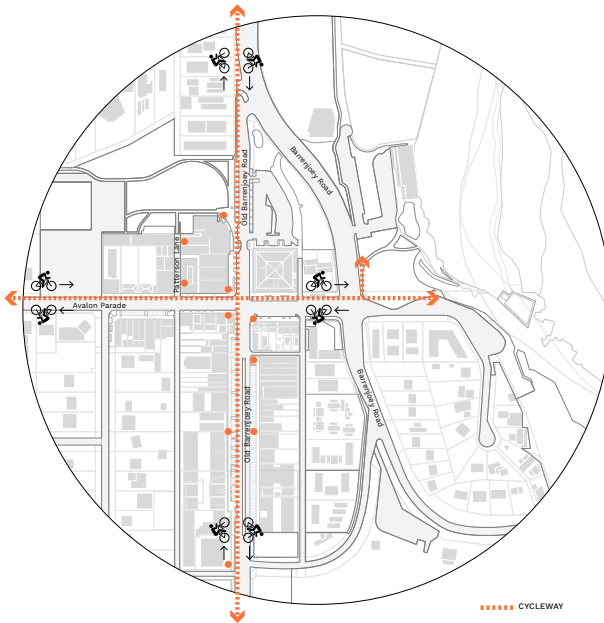 Barrenjoey Road
Old Barrenjoey Road
Patterson Lane
Avalon Parade
Barrenjoey Road
Old Barrenjoey Road
CYCLEWAY